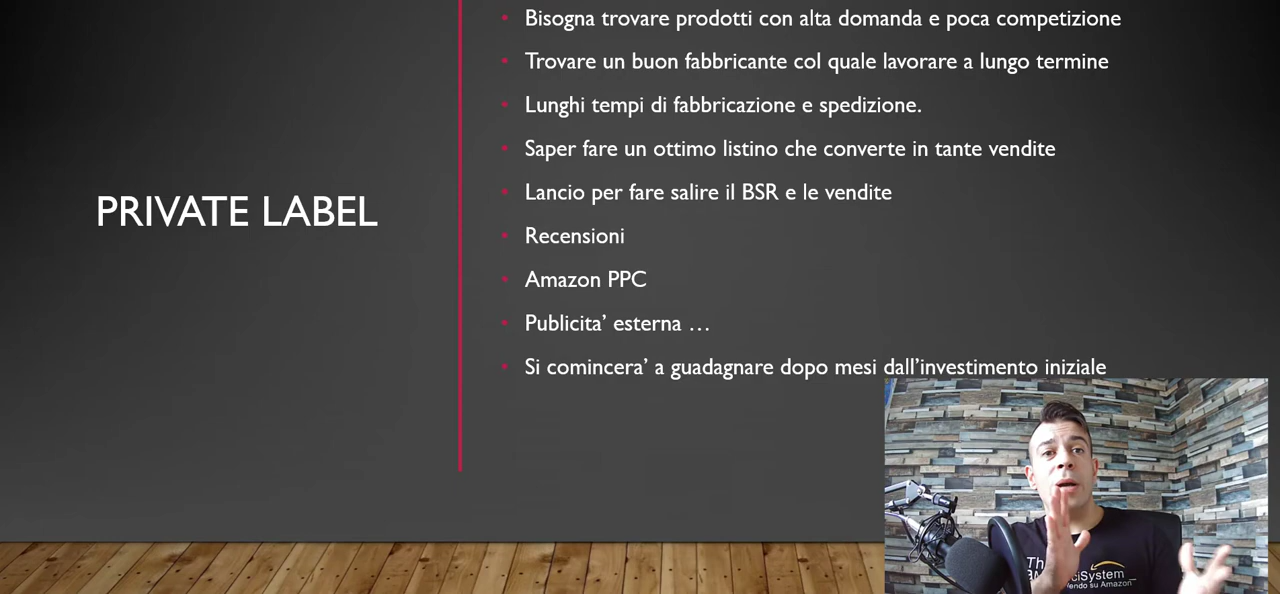 Bisogna trovare prodotti con alta domanda e poca competizione
Trovare un buon fabbricante col quale lavorare a lungo termine
Lunghi tempi di fabbricazione e spedizione.
Saper fare un ottimo listino che converte in tante vendite
PRIVATE LABEL
Lancio per fare salire il BSR e le vendite
Recensioni
Amazon PPC
Publicita’ esterna …
Si comincera’ a guadagnare dopo mesi dall’investimento iniziale